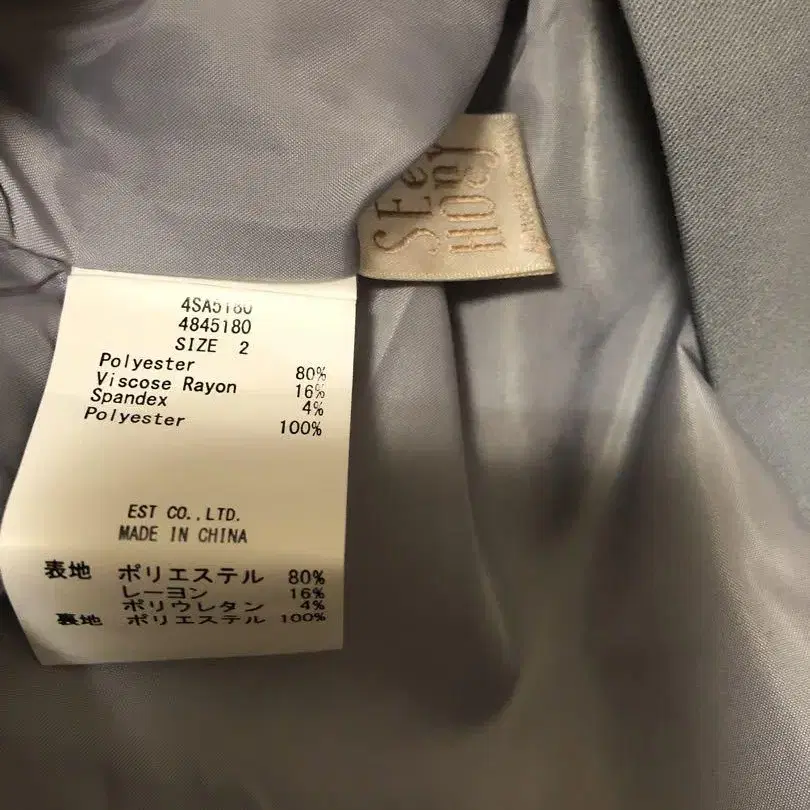 4SA5180
4845180
SIZE 2
Polyester 80%
Viscose Rayon 16%
Spandex 4%
Polyester 100%
EST CO., LTD.
MADE IN CHINA
表地 ポリエステル 80%
レーヨン 16%
ポリウレタン 4%
裏地 ポリエステル 100%